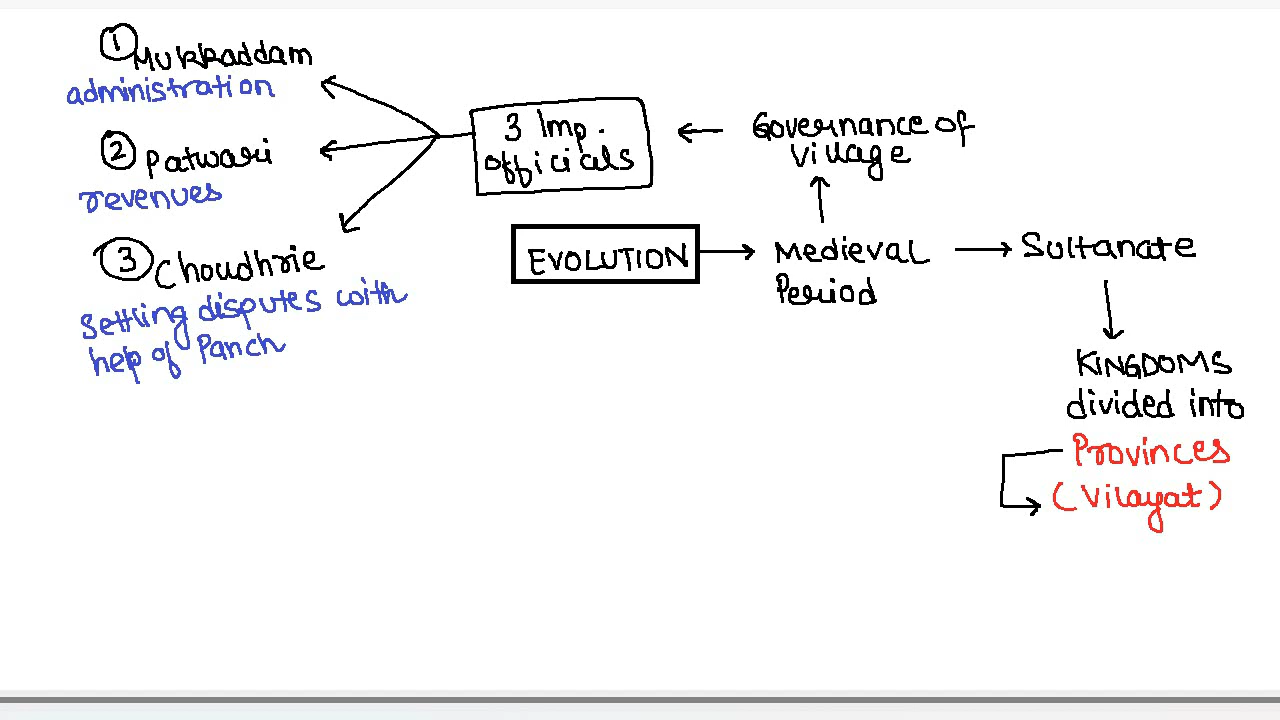 ① Mukkaddam
administration
② Patwari
revenues
③ Choudhrie
settling disputes with
help of Panch
3 Imp.
officials
Governance of
village
EVOLUTION
Medieval
Period
Sultanate
KINGDOMS
divided into
Provinces
(Vilayat)